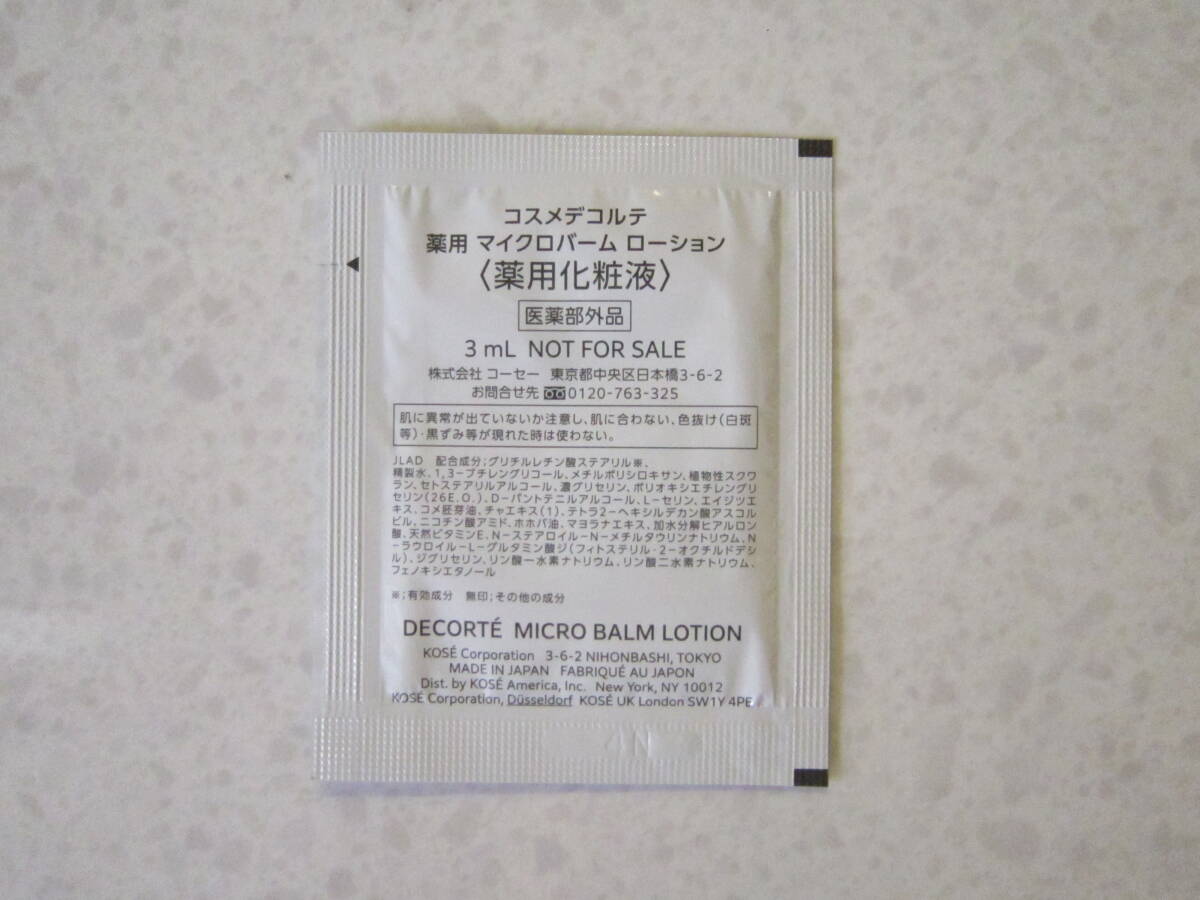 コスメデコルテ
薬用 マイクロバーム ローション
〈薬用化粧液〉
医薬部外品
3 mL NOT FOR SALE
株式会社 コーセー 東京都中央区日本橋3-6-2
お問合せ先 0120-763-325
肌に異常が出ていないか注意し、肌に合わない、色抜け(白斑
等)・黒ずみ等が現れた時は使わない。
JLAD 配合成分;グリチルレチン酸ステアリル※、
精製水、1,3-ブチレングリコール、メチルポリシロキサン、植物性スクワ
ラン、セトステアリルアルコール、濃グリセリン、ポリオキシエチレングリ
セリン(26E.O.)、D-パントテニルアルコール、L-セリン、エイジツエ
キス、コメ胚芽油、チャエキス(1)、テトラ2-ヘキシルデカン酸アスコル
ビル、ニコチン酸アミド、ホホバ油、マヨラナエキス、加水分解ヒアルロン
酸、天然ビタミンE、N-ステアロイル-N-メチルタウリンナトリウム、N
-ラウロイル-L-グルタミン酸ジ(フィトステリル・2-オクチルドデシ
ル)、ジグリセリン、リン酸一水素ナトリウム、リン酸二水素ナトリウム、
フェノキシエタノール
※;有効成分 無印;その他の成分
DECORTÉ MICRO BALM LOTION
KOSÉ Corporation 3-6-2 NIHONBASHI, TOKYO
MADE IN JAPAN FABRIQUÉ AU JAPON
Dist. by KOSÉ America, Inc. New York, NY 10012
KOSÉ Corporation, Düsseldorf KOSÉ UK London SW1Y 4PE